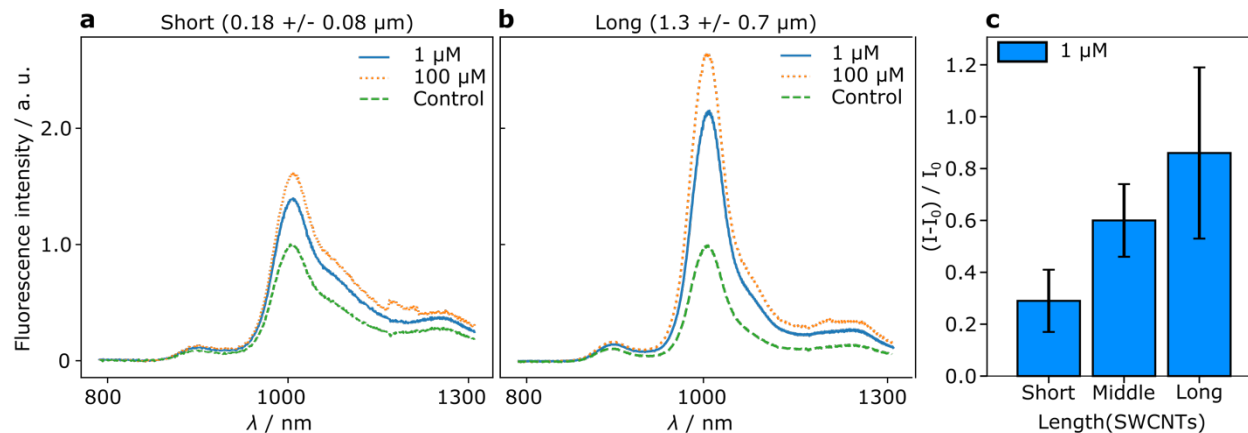 a
Short (0.18 +/- 0.08 µm)
Fluorescence intensity / a. u.
2.0
1.0
0
1 µM
100 µM
Control
800
1000
1300
λ / nm
b
Long (1.3 +/- 0.7 µm)
1 µM
100 µM
Control
800
1000
1300
λ / nm
c
1 µM
(I-I₀) / I₀
1.2
1.0
0.8
0.6
0.4
0.2
0.0
Short Middle Long
Length(SWCNTs)